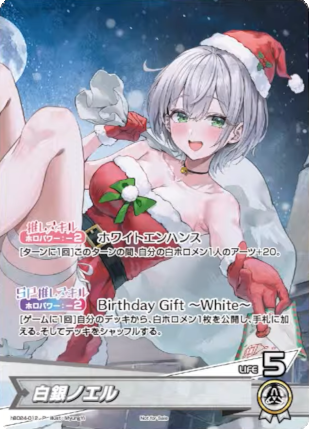 推しスキル
ホロパワー：-2
ホワイトエンハンス
[ターンに1回]このターンの間、自分の白ホロメン1人のアーツ+20。
SP推しスキル
ホロパワー：-2
Birthday Gift ～White～
[ゲームに1回]自分のデッキから、白ホロメン1枚を公開し、手札に加える。そしてデッキをシャッフルする。
白銀ノエル
LIFE 5
Not for Sale